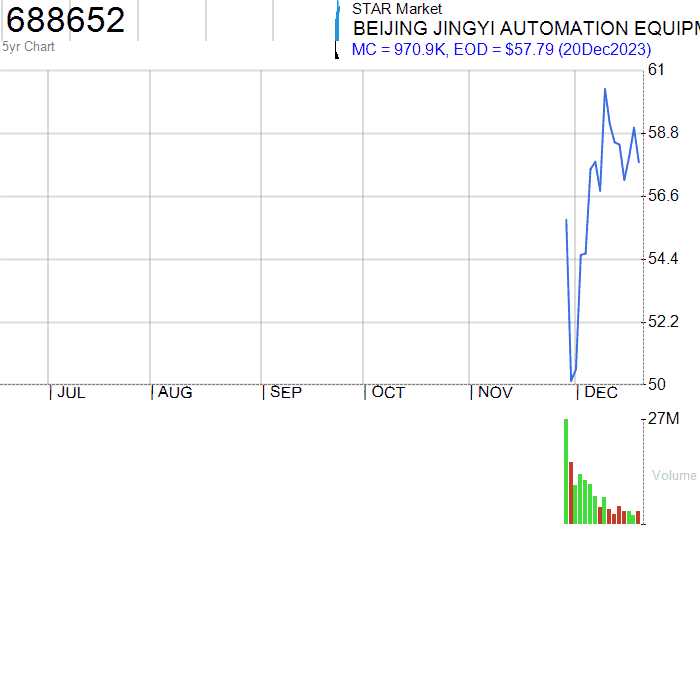 688652
5yr Chart
STAR Market
BEIJING JINGYI AUTOMATION EQUIPM
MC = 970.9K, EOD = $57.79 (20Dec2023)
61
58.8
56.6
54.4
52.2
50
JUL AUG SEP OCT NOV DEC
27M
Volume